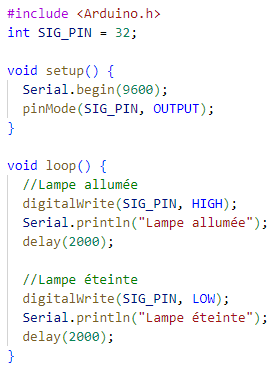 #include <Arduino.h>
int SIG_PIN = 32;

void setup() {
  Serial.begin(9600);
  pinMode(SIG_PIN, OUTPUT);
}

void loop() {
  //Lampe allumée
  digitalWrite(SIG_PIN, HIGH);
  Serial.println("Lampe allumée");
  delay(2000);

  //Lampe éteinte
  digitalWrite(SIG_PIN, LOW);
  Serial.println("Lampe éteinte");
  delay(2000);
}